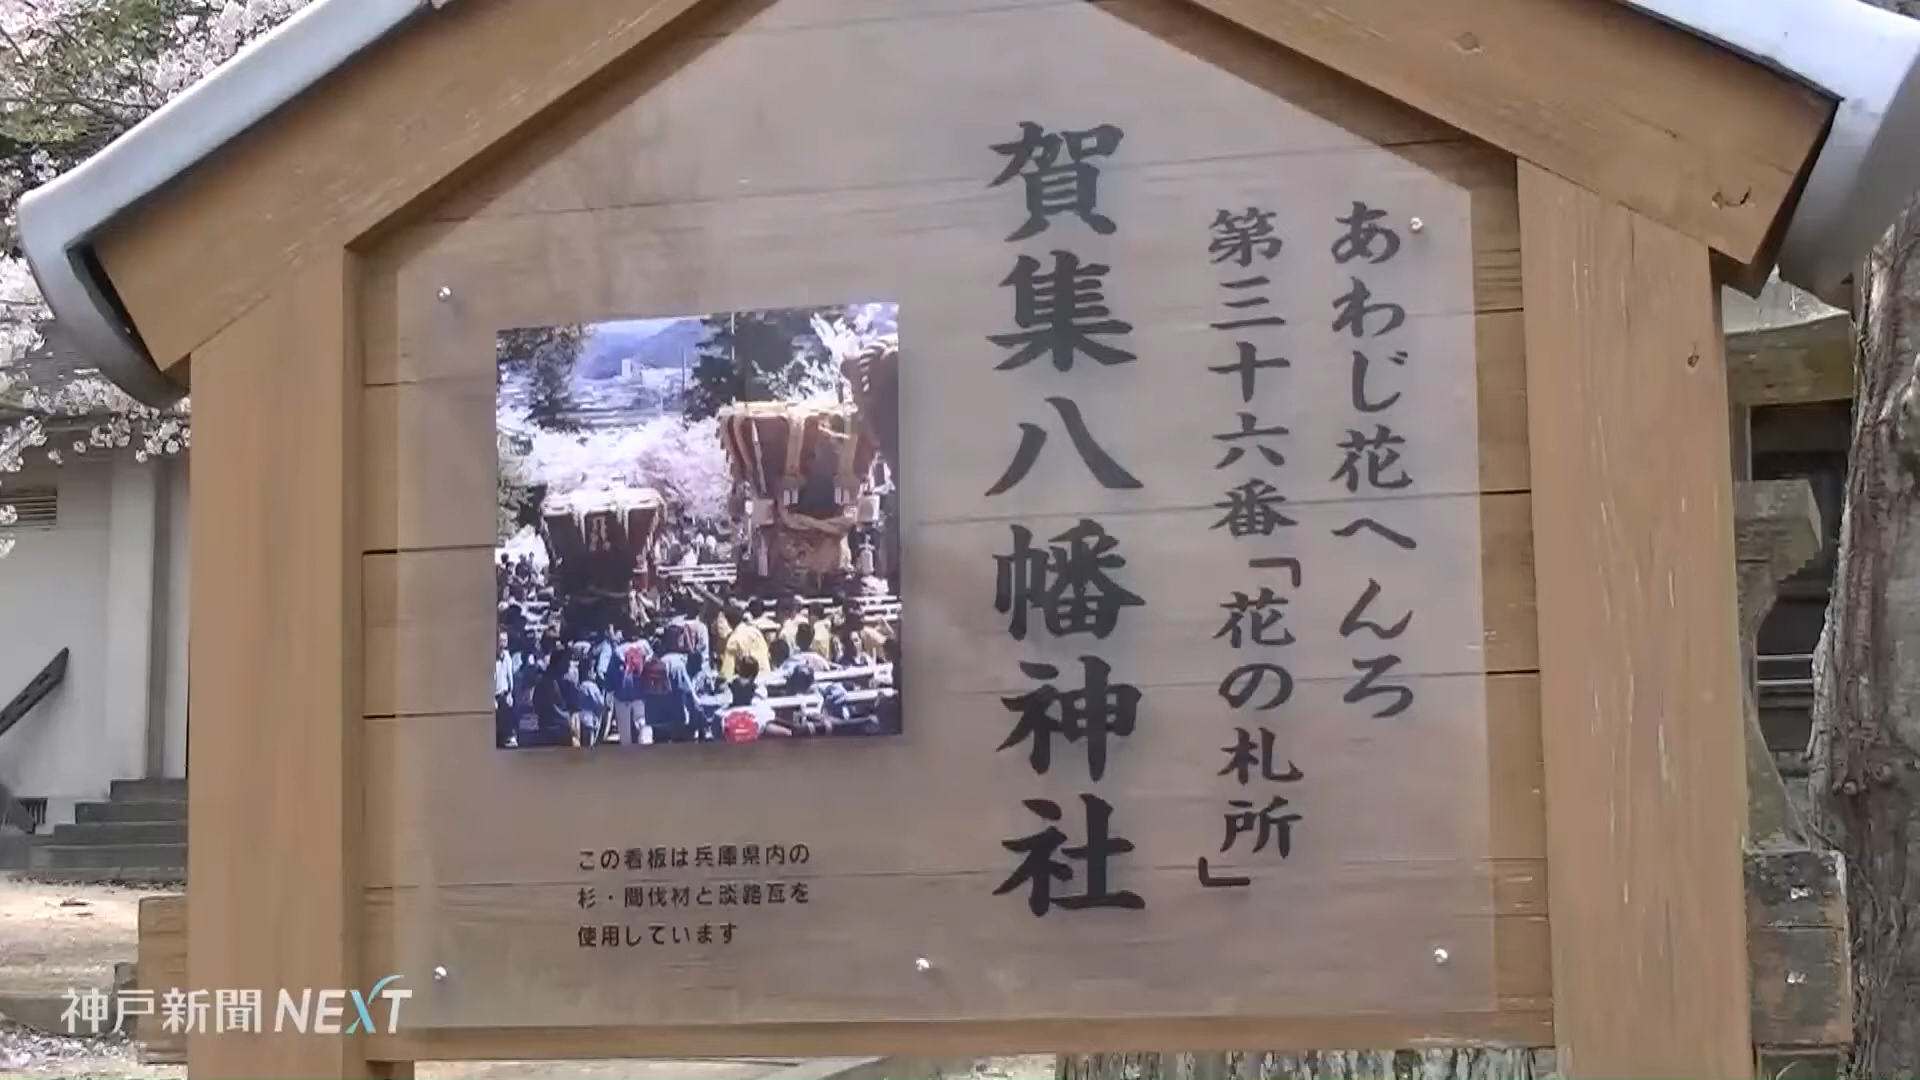 あわじ花へんろ
第三十六番「花の札所」
賀集八幡神社
この看板は兵庫県内の
杉・間伐材と淡路瓦を
使用しています
神戸新聞NEXT